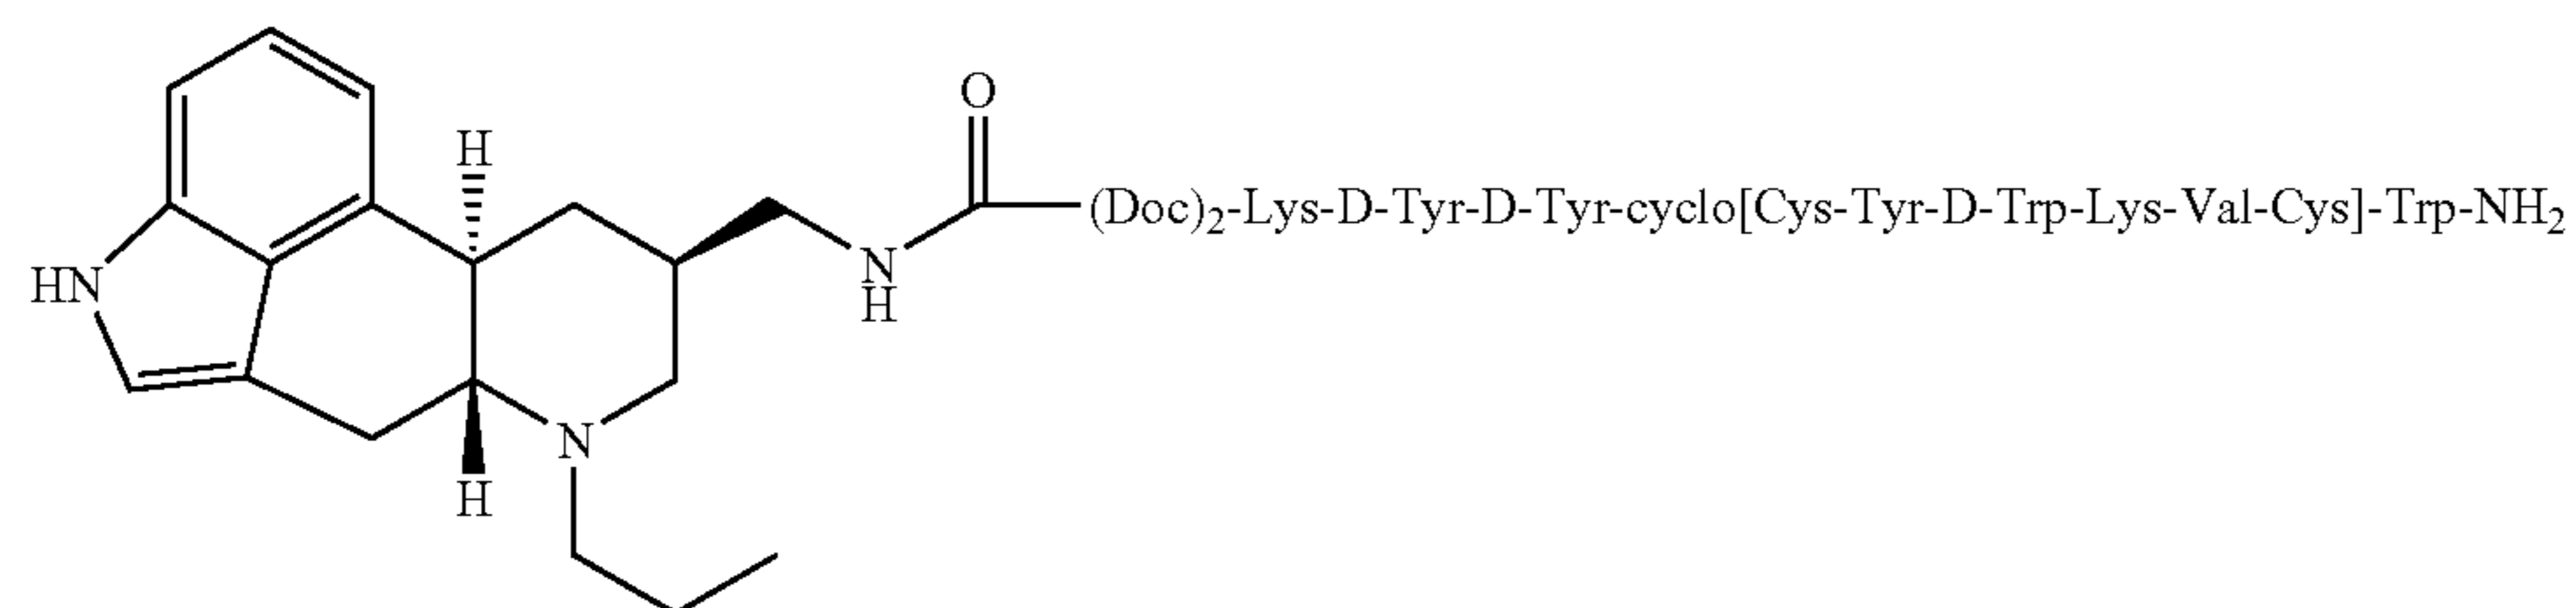 O
H
(Doc)2-Lys-D-Tyr-D-Tyr-cyclo[Cys-Tyr-D-Trp-Lys-Val-Cys]-Trp-NH2
HN
N
H
N
H